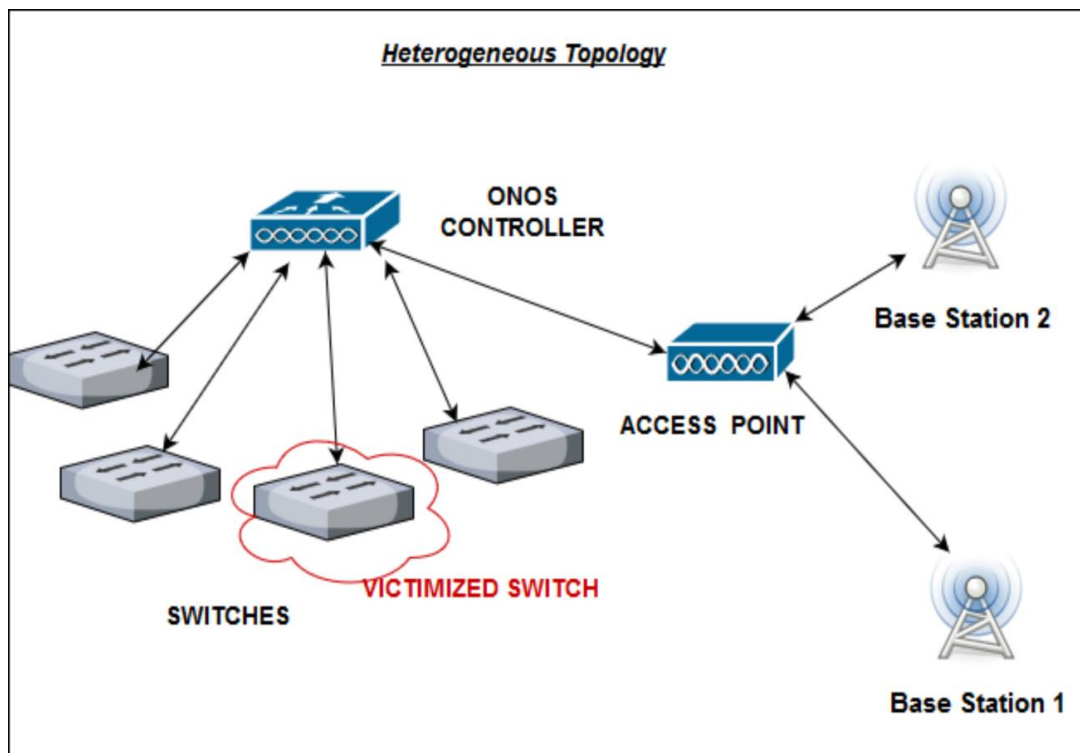 Heterogeneous Topology
ONOS
CONTROLLER
Base Station 2
ACCESS POINT
VICTIMIZED SWITCH
SWITCHES
Base Station 1